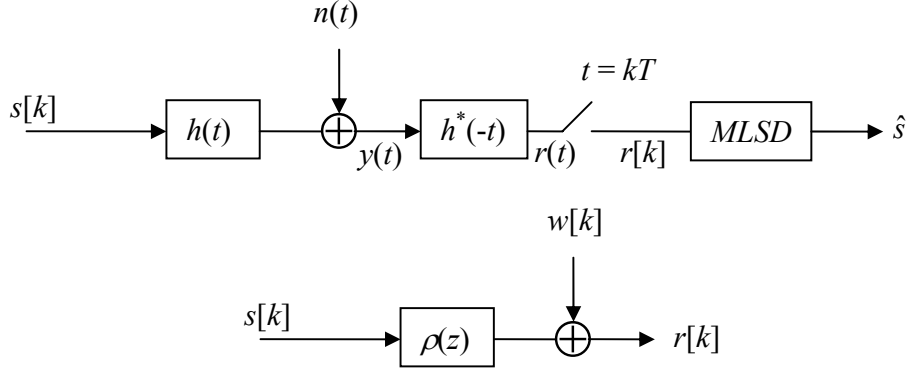 n(t)
t = kT
s[k]
h(t)
y(t)
h*(-t)
r(t)
r[k]
MLSD
ŝ
w[k]
s[k]
ρ(z)
r[k]